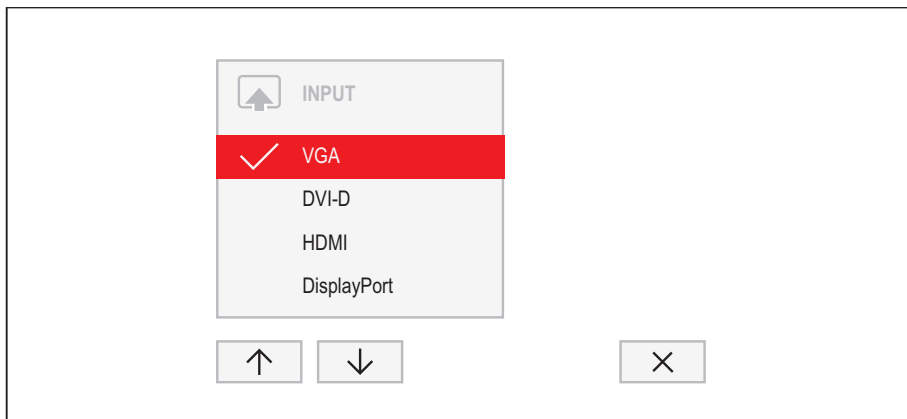 INPUT
VGA
DVI-D
HDMI
DisplayPort